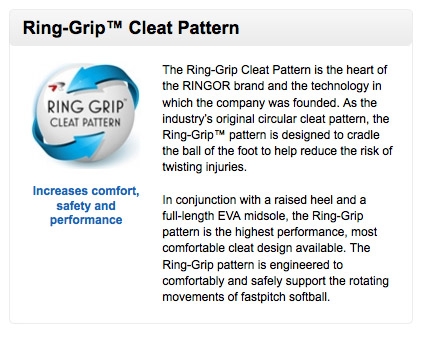 Ring-Grip™ Cleat Pattern
RING GRIP™
CLEAT PATTERN
Increases comfort,
safety and
performance
The Ring-Grip Cleat Pattern is the heart of
the RINGOR brand and the technology in
which the company was founded. As the
industry's original circular cleat pattern, the
Ring-Grip™ pattern is designed to cradle
the ball of the foot to help reduce the risk of
twisting injuries.
In conjunction with a raised heel and a
full-length EVA midsole, the Ring-Grip
pattern is the highest performance, most
comfortable cleat design available. The
Ring-Grip pattern is engineered to
comfortably and safely support the rotating
movements of fastpitch softball.